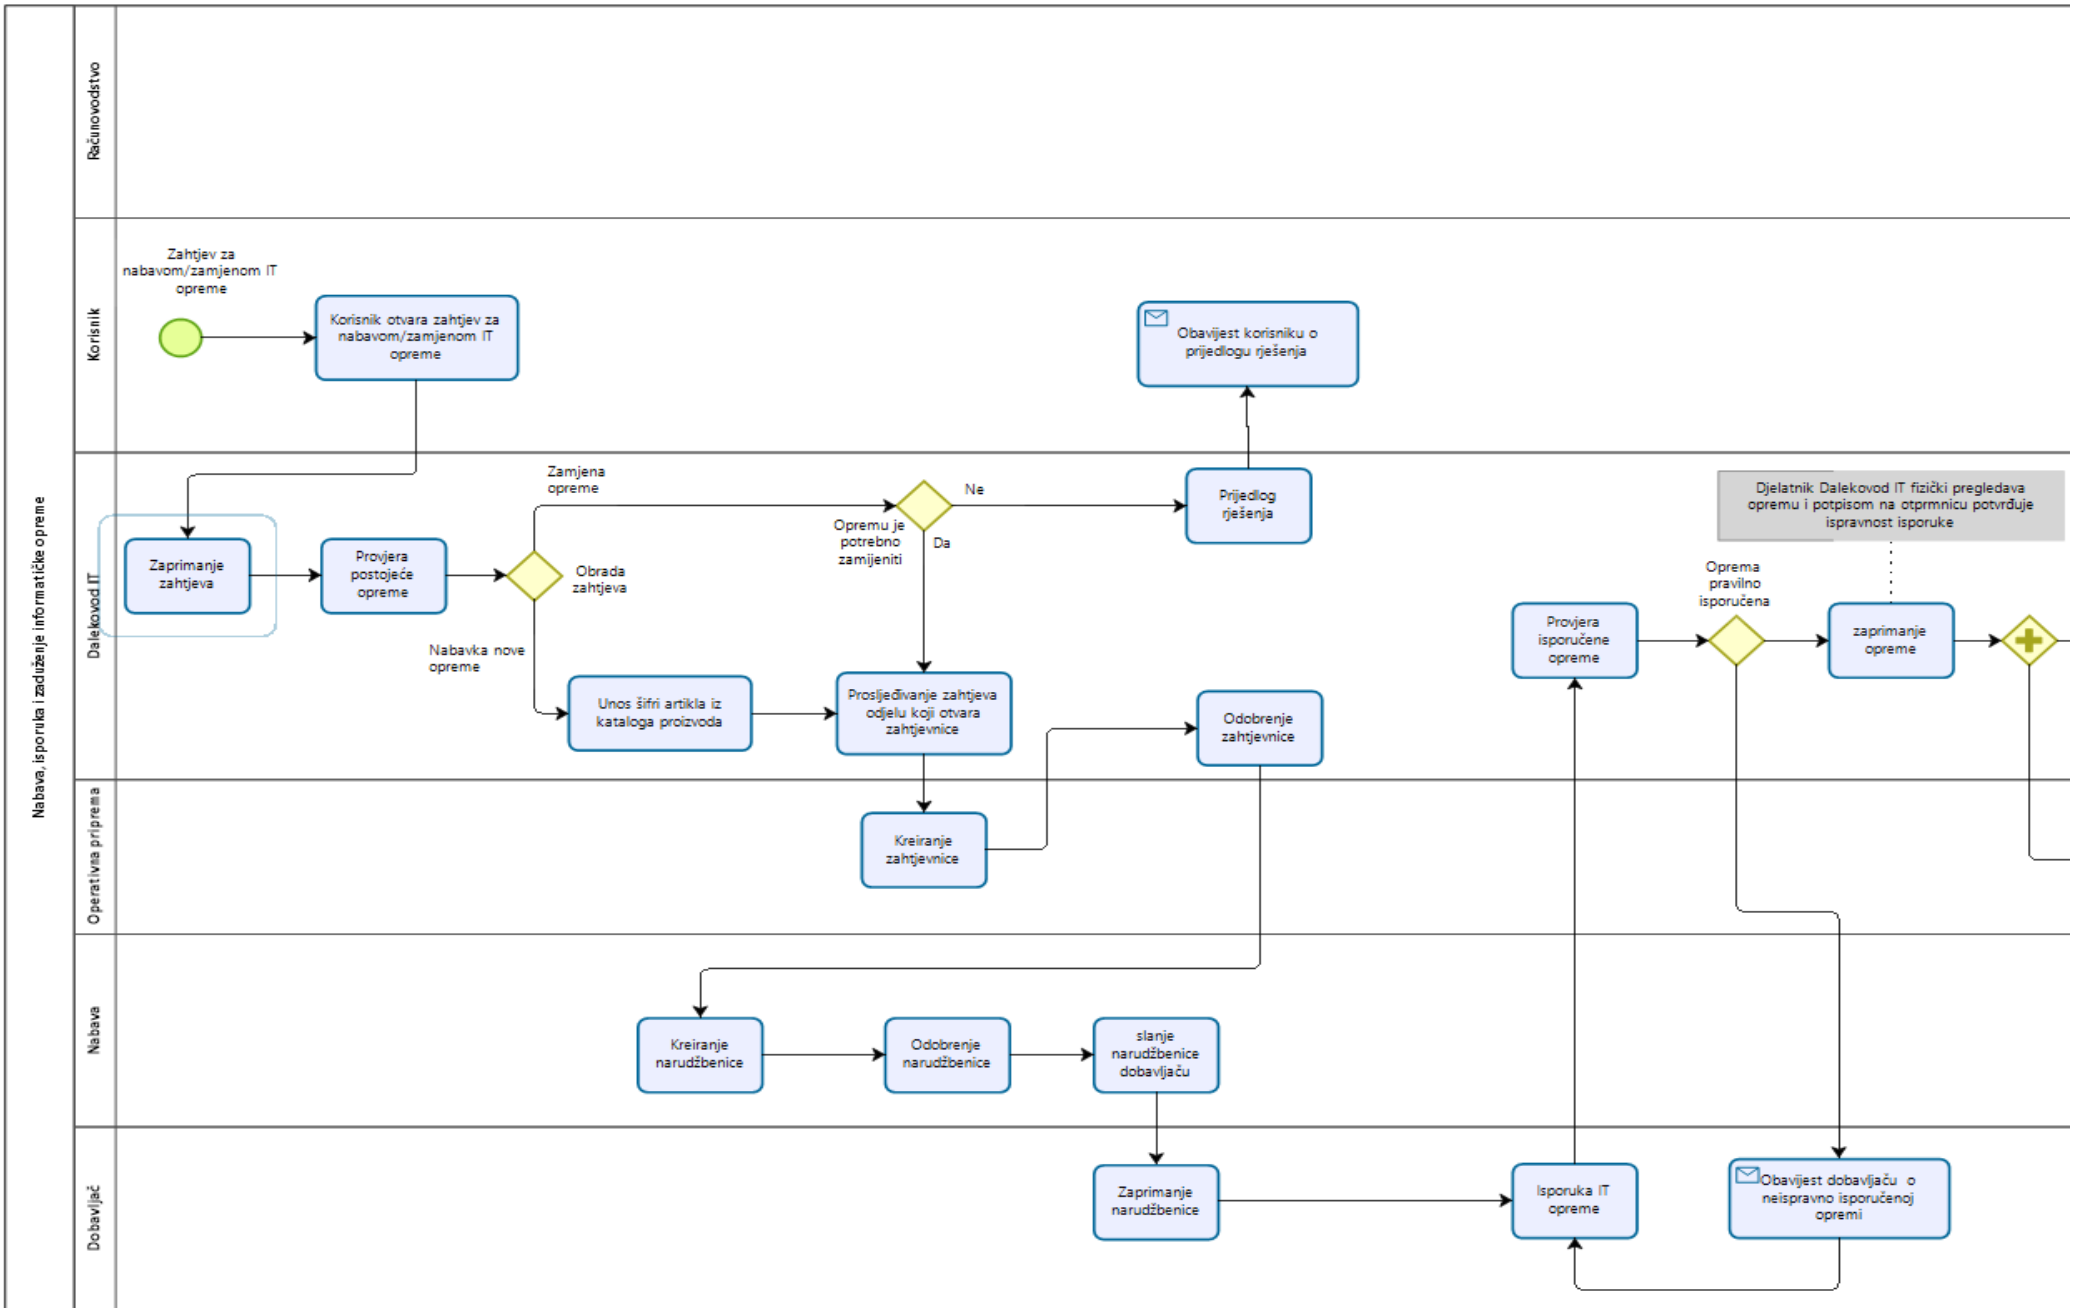 Nabava, isporuka i zaduženje informatičke opreme
Računovodstvo
Korisnik
Zahtjev za
nabavom/zamjenom IT
opreme
Korisnik otvara zahtjev za
nabavom/zamjenom IT
opreme
Obavijest korisniku o
prijedlogu rješenja
Dalekovod IT
Zaprimanje
zahtjeva
Provjera
postojeće
opreme
Zamjena
opreme
Obrada
zahtjeva
Nabavka nove
opreme
Opremu je
potrebno
zamijeniti
Ne
Da
Prijedlog
rješenja
Unos šifri artikla iz
kataloga proizvoda
Prosljeđivanje zahtjeva
odjelu koji otvara
zahtjevnice
Odobrenje
zahtjevnice
Provjera
isporučene
opreme
Oprema
pravilno
isporučena
Djelatnik Dalekovod IT fizički pregledava
opremu i potpisom na otprmnicu potvrđuje
ispravnost isporuke
zaprimanje
opreme
Operativna priprema
Kreiranje
zahtjevnice
Nabava
Kreiranje
narudžbenice
Odobrenje
narudžbenice
slanje
narudžbenice
dobavljaču
Dobavljač
Zaprimanje
narudžbenice
Isporuka IT
opreme
Obavijest dobavljaču o
neispravno isporučenoj
opremi